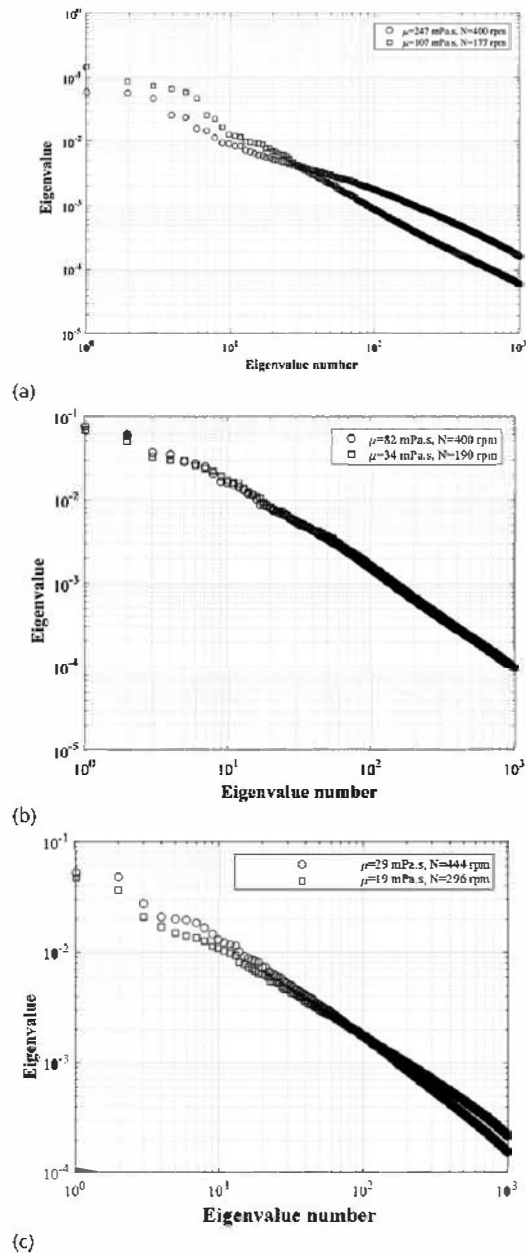 10⁰
μ=247 mPa.s, N=400 rpm
μ=107 mPa.s, N=177 rpm
10⁻¹
10⁻²
Eigenvalue
10⁻³
10⁻⁴
10⁻⁵
10⁰ 10¹ 10² 10³
Eigenvalue number
(a)
10⁻¹
μ=82 mPa.s, N=400 rpm
μ=34 mPa.s, N=190 rpm
10⁻²
Eigenvalue
10⁻³
10⁻⁴
10⁻⁵
10⁰ 10¹ 10² 10³
Eigenvalue number
(b)
10⁻¹
μ=29 mPa.s, N=444 rpm
μ=19 mPa.s, N=296 rpm
10⁻²
Eigenvalue
10⁻³
10⁻⁴
10⁰ 10¹ 10² 10³
Eigenvalue number
(c)